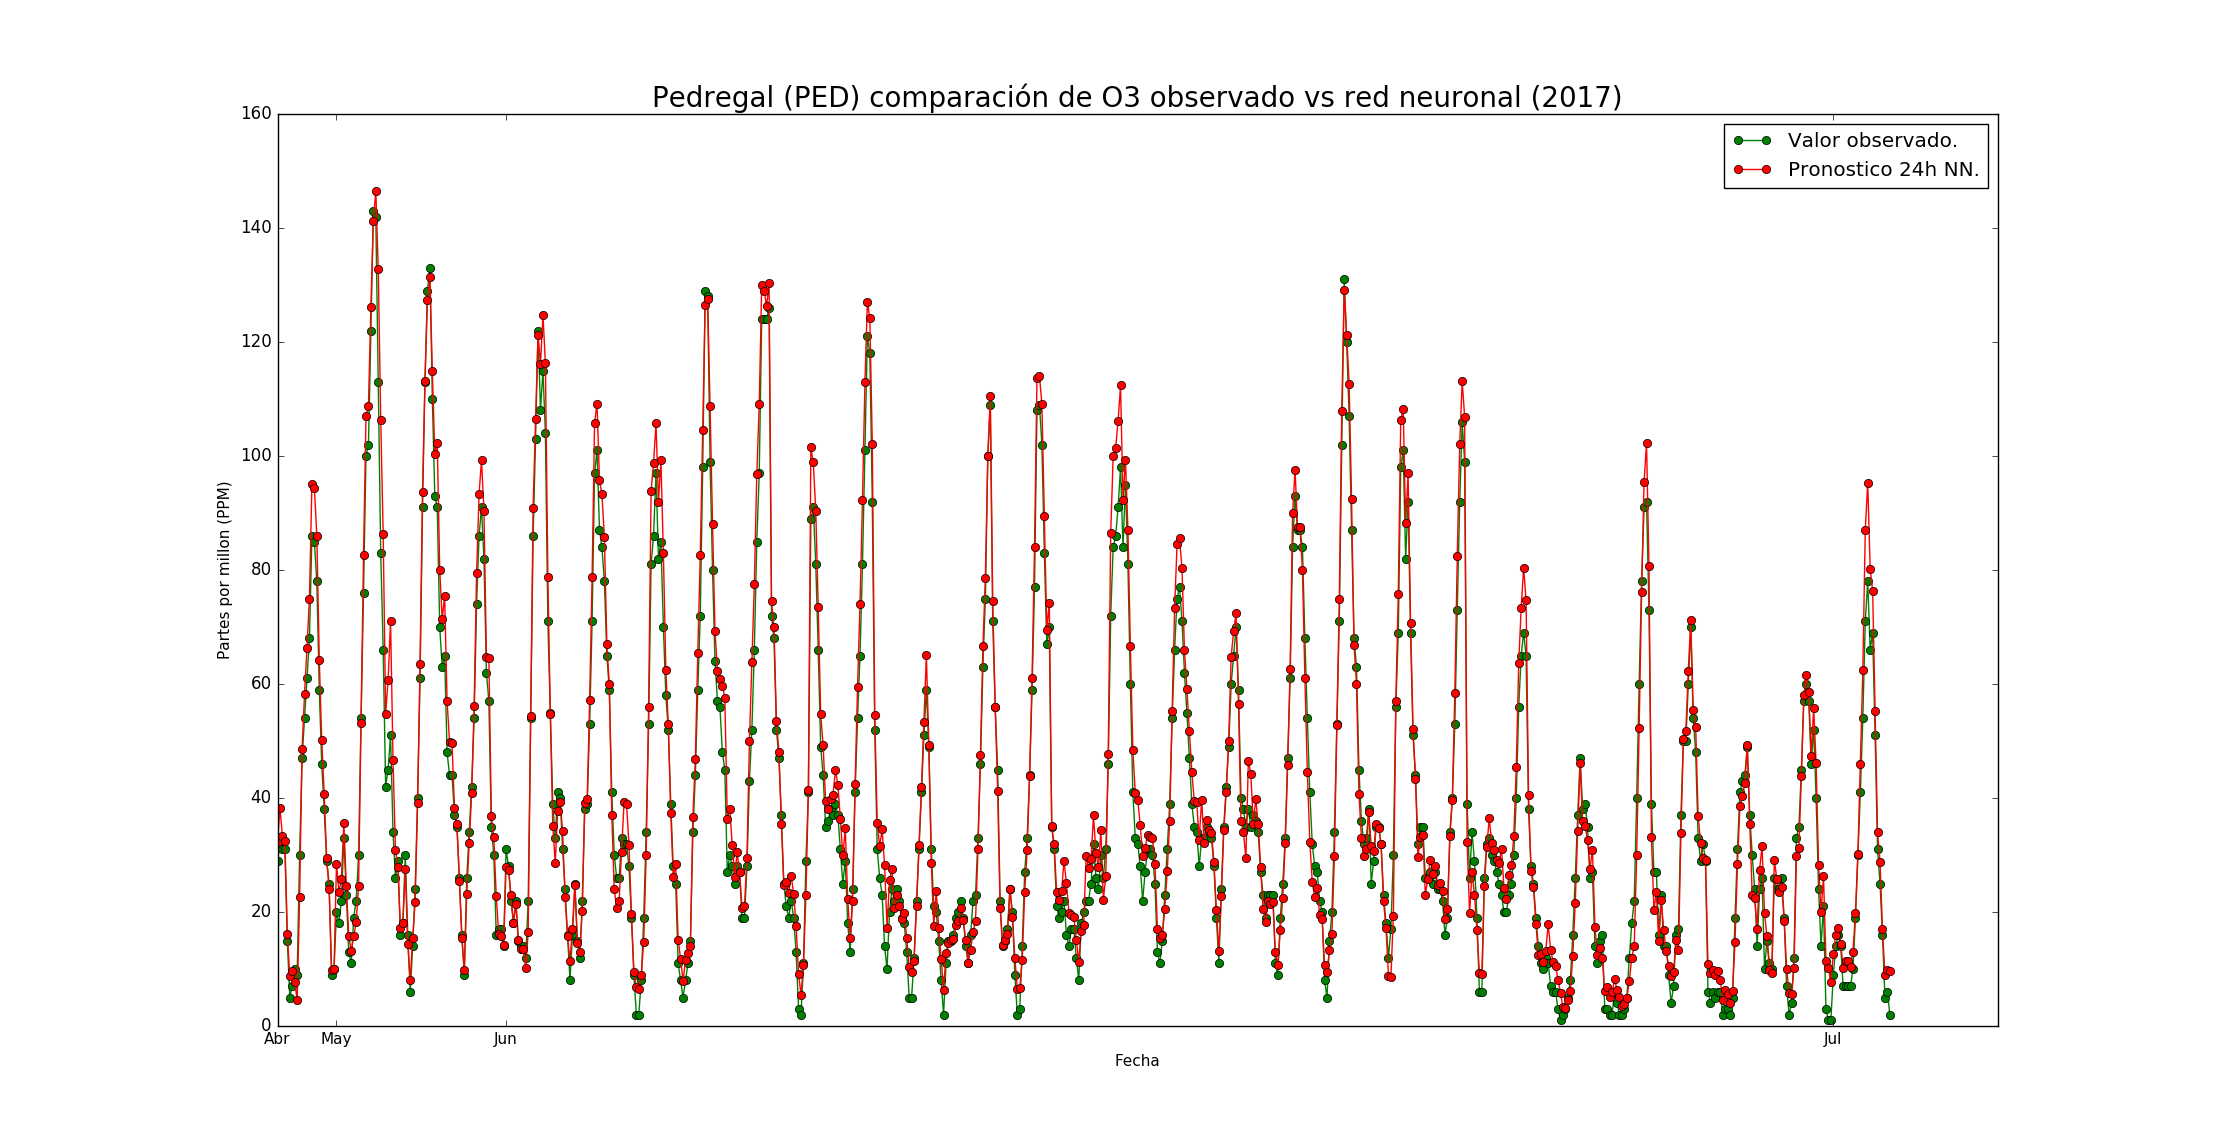 Pedregal (PED) comparación de O3 observado vs red neuronal (2017)
Valor observado.
Pronostico 24h NN.
160
140
120
100
80
60
40
20
0
Partes por millon (PPM)
Abr May Jun Jul
Fecha